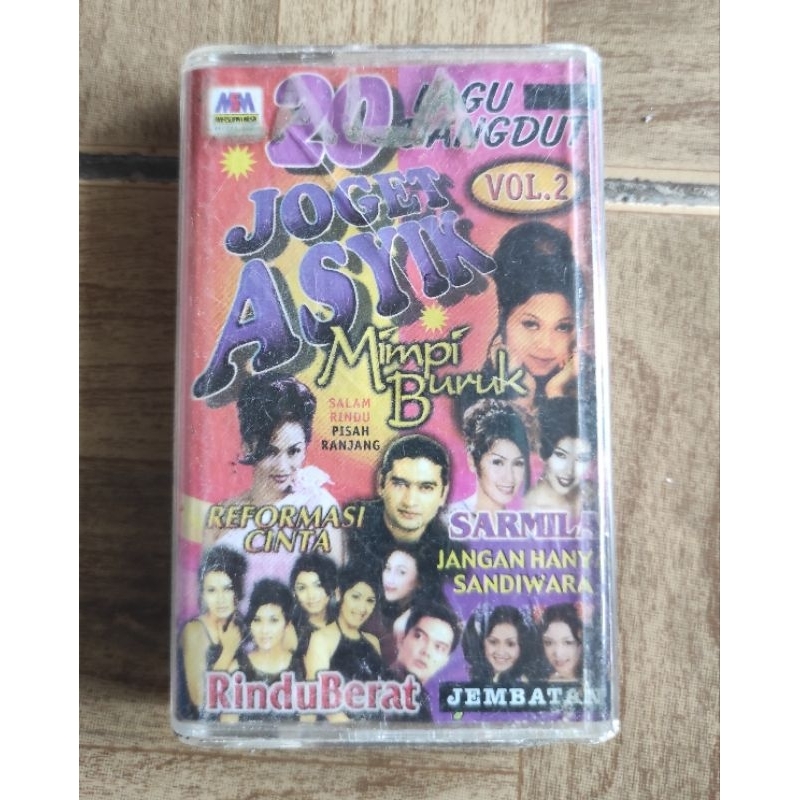 MGM
20 LAGU
DANGDUT
JOGET
ASYIK
VOL.2
Mimpi
Buruk
SALAM
RINDU
PISAH
RANJANG
REFORMASI
CINTA
SARMILA
JANGAN HANY
SANDIWARA
RinduBerat
JEMBATAN